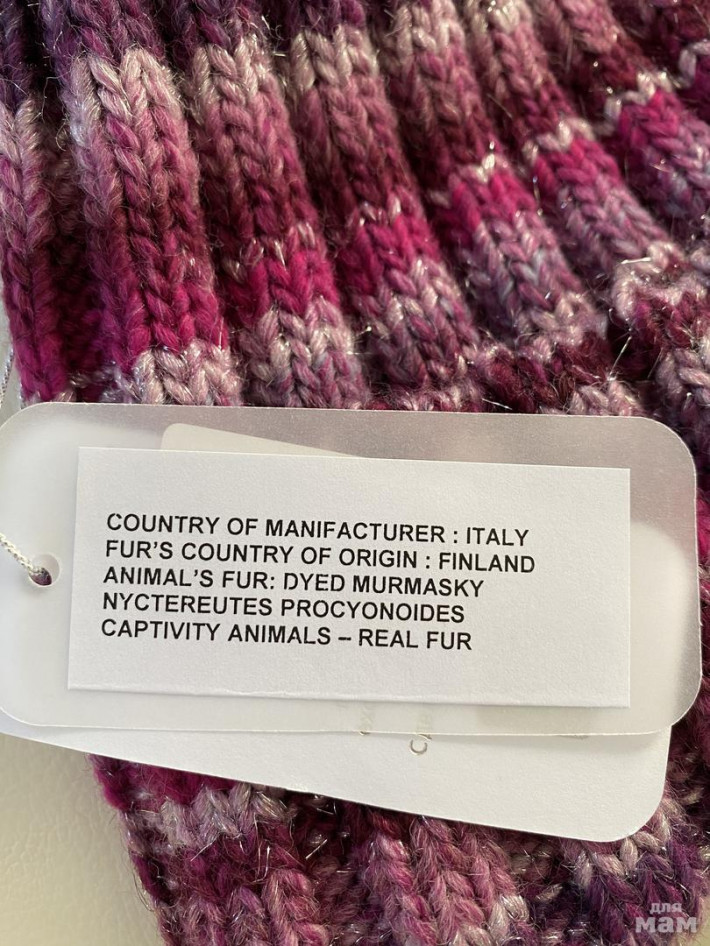 COUNTRY OF MANIFACTURER : ITALY
FUR'S COUNTRY OF ORIGIN : FINLAND
ANIMAL'S FUR: DYED MURMASKY
NYCTEREUTES PROCYONOIDES
CAPTIVITY ANIMALS – REAL FUR
для
мам